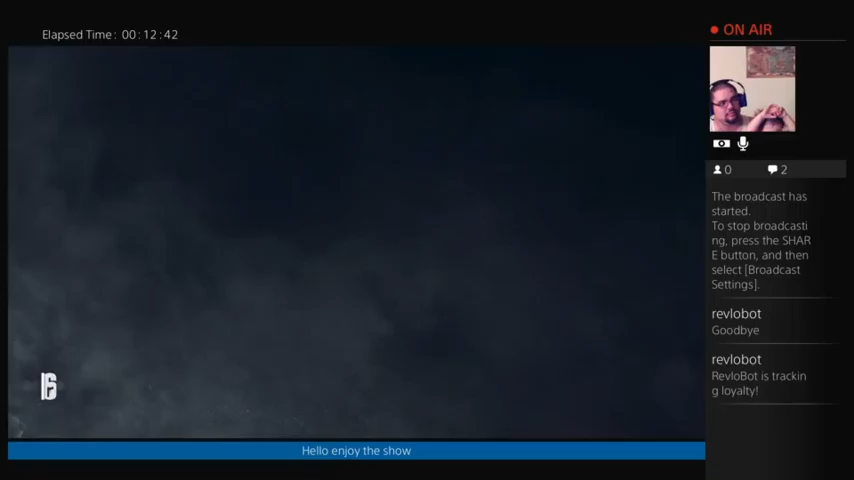 Elapsed Time: 00:12:42
ON AIR
0 2
The broadcast has
started.
To stop broadcasti
ng, press the SHAR
E button, and then
select [Broadcast
Settings].
revlobot
Goodbye
revlobot
RevloBot is trackin
g loyalty!
6
Hello enjoy the show